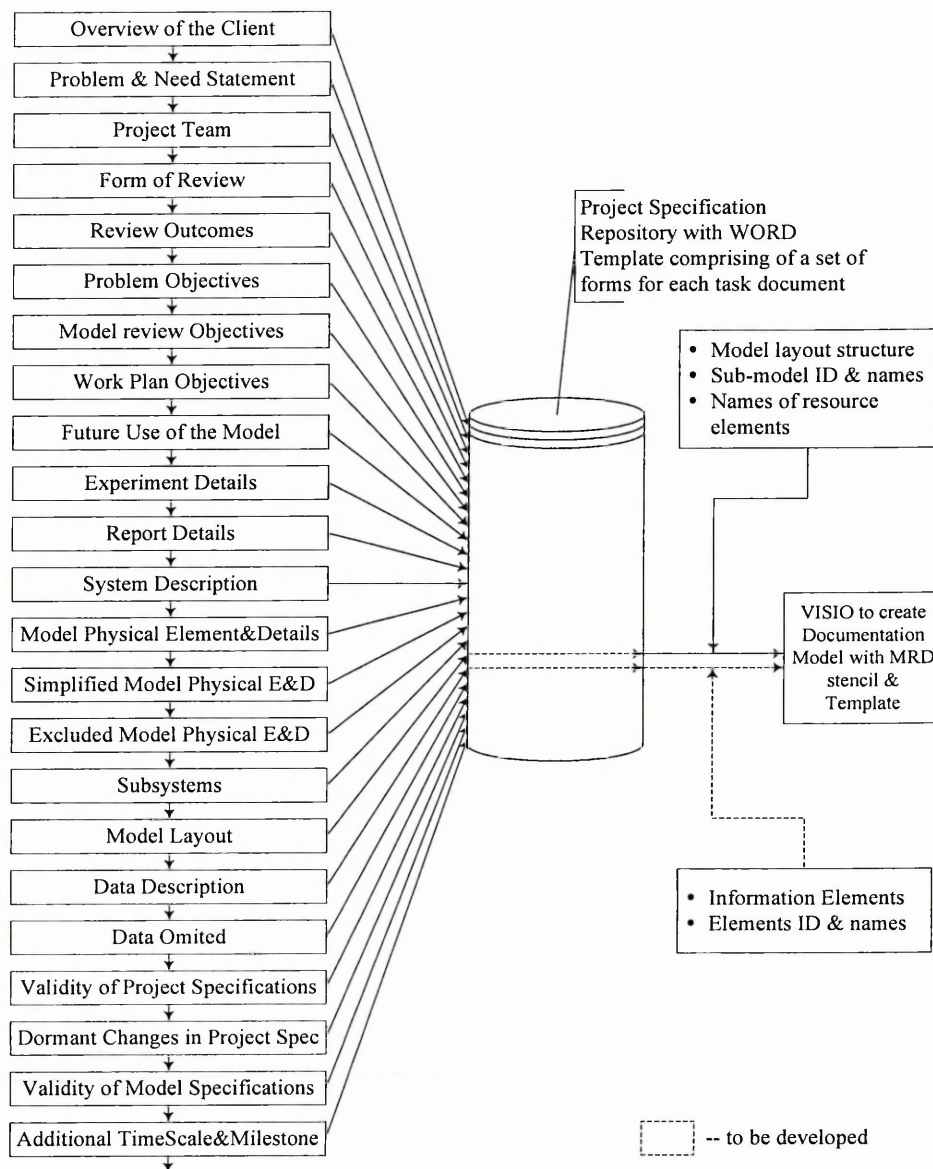 Overview of the Client
Problem & Need Statement
Project Team
Form of Review
Review Outcomes
Problem Objectives
Model review Objectives
Work Plan Objectives
Future Use of the Model
Experiment Details
Report Details
System Description
Model Physical Element&Details
Simplified Model Physical E&D
Excluded Model Physical E&D
Subsystems
Model Layout
Data Description
Data Omited
Validity of Project Specifications
Dormant Changes in Project Spec
Validity of Model Specifications
Additional TimeScale&Milestone
Project Specification
Repository with WORD
Template comprising of a set of
forms for each task document
• Model layout structure
• Sub-model ID & names
• Names of resource
elements
VISIO to create
Documentation
Model with MRD
stencil &
Template
• Information Elements
• Elements ID & names
-- to be developed